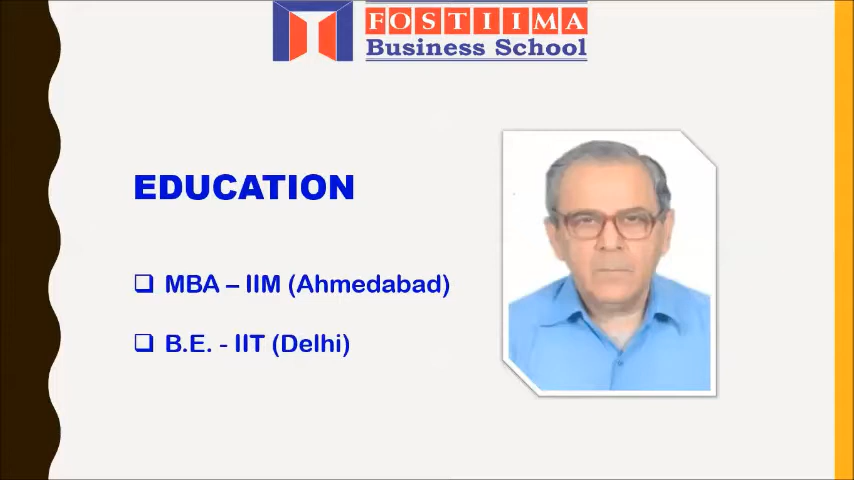 FOSTIIMA
Business School
EDUCATION
MBA – IIM (Ahmedabad)
B.E. - IIT (Delhi)